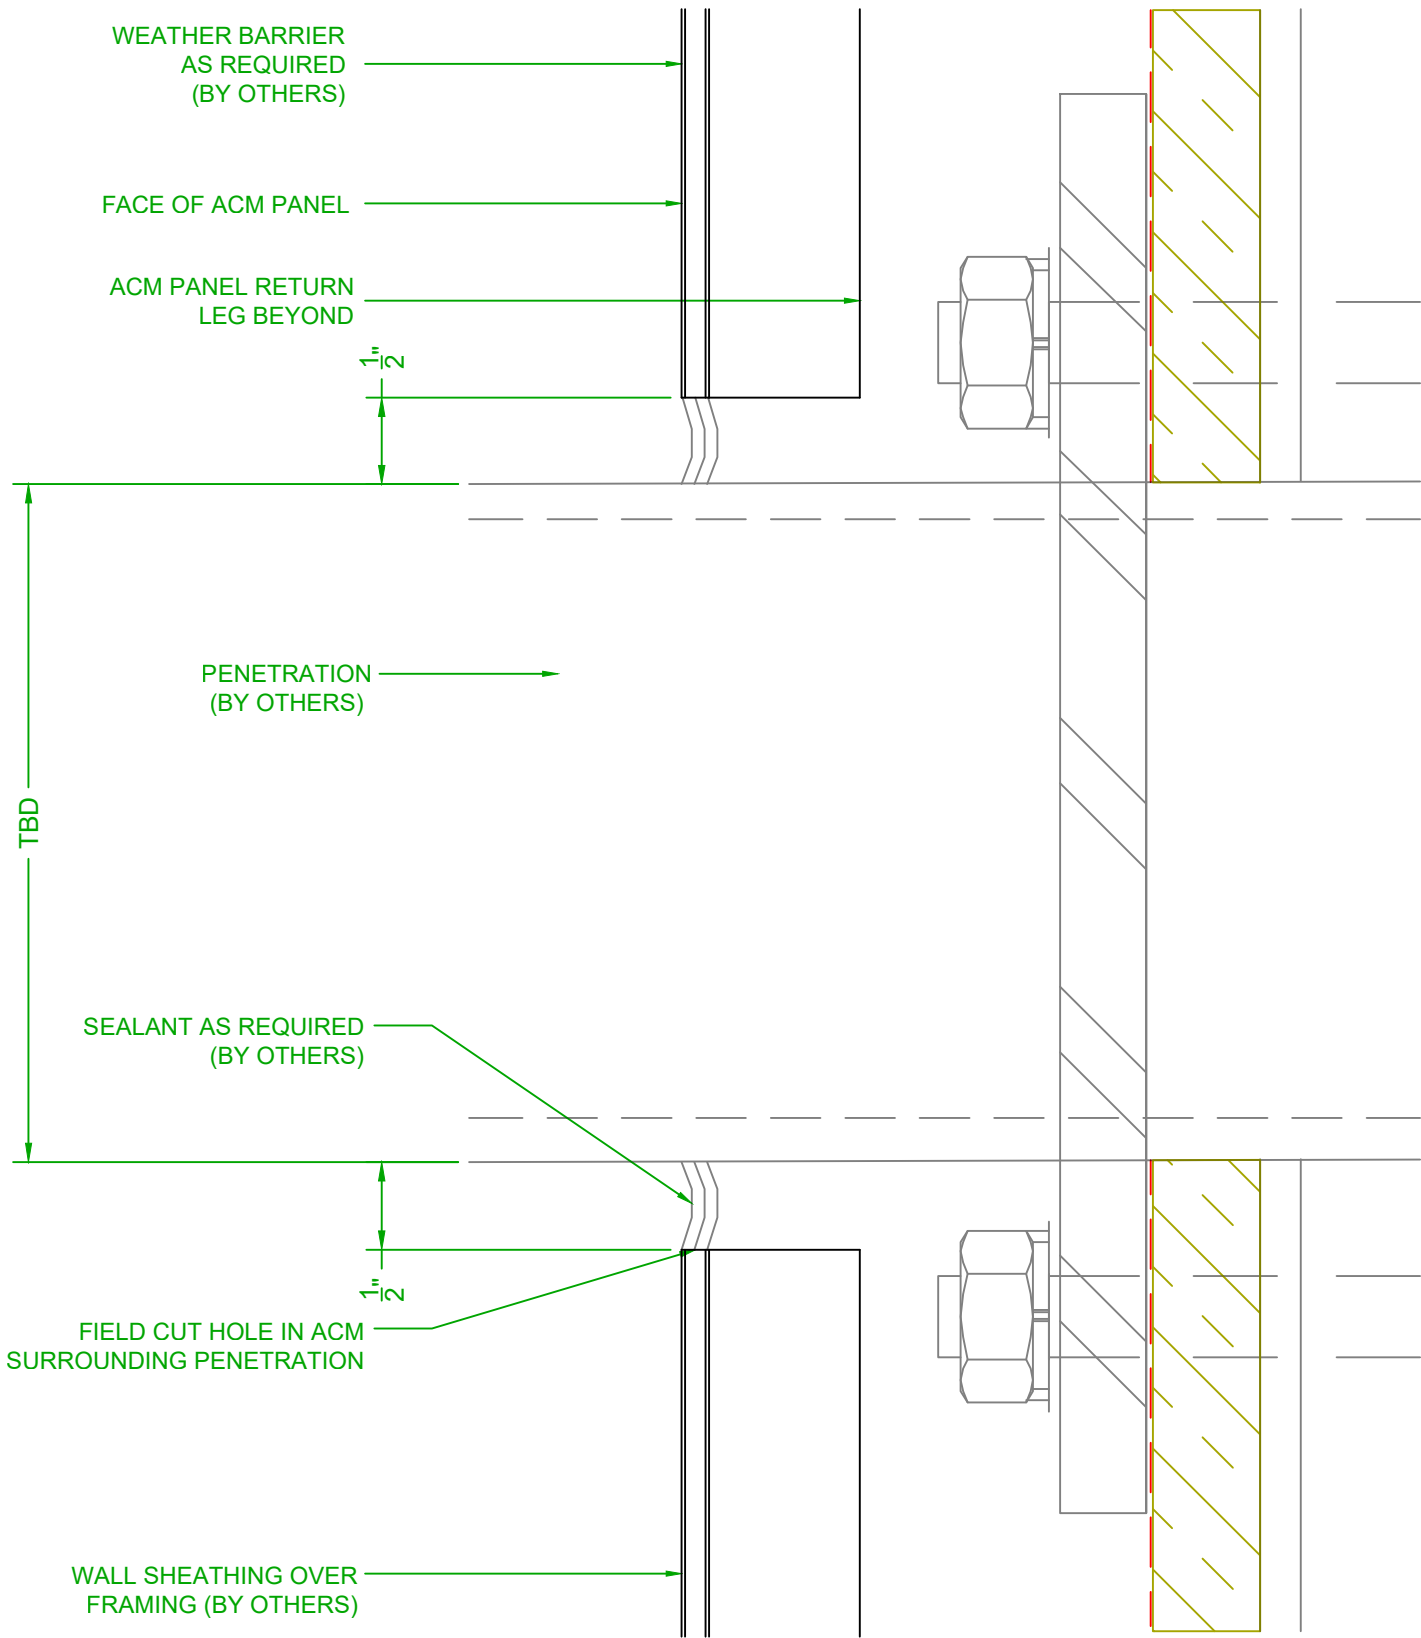 WEATHER BARRIER
AS REQUIRED
(BY OTHERS)
FACE OF ACM PANEL
ACM PANEL RETURN
LEG BEYOND
1"
2
TBD
PENETRATION
(BY OTHERS)
SEALANT AS REQUIRED
(BY OTHERS)
1"
2
FIELD CUT HOLE IN ACM
SURROUNDING PENETRATION
WALL SHEATHING OVER
FRAMING (BY OTHERS)